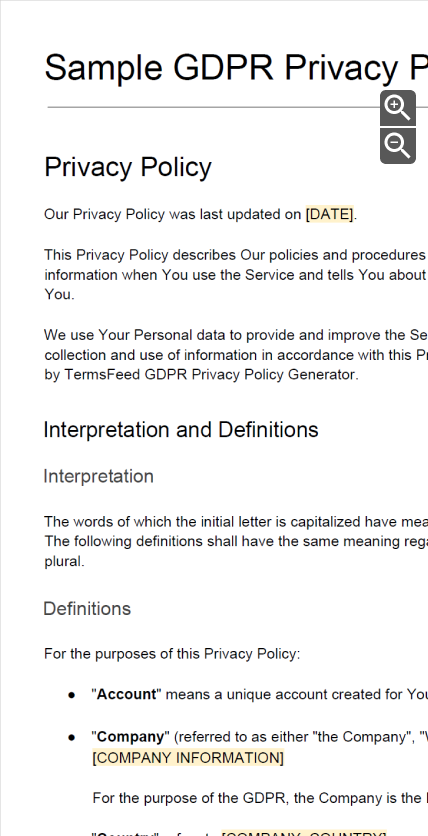 Sample GDPR Privacy P
Privacy Policy
Our Privacy Policy was last updated on [DATE].
This Privacy Policy describes Our policies and procedures
information when You use the Service and tells You about
You.
We use Your Personal data to provide and improve the Se
collection and use of information in accordance with this Pr
by TermsFeed GDPR Privacy Policy Generator.
Interpretation and Definitions
Interpretation
The words of which the initial letter is capitalized have mea
The following definitions shall have the same meaning rega
plural.
Definitions
For the purposes of this Privacy Policy:
● "Account" means a unique account created for You
● "Company" (referred to as either "the Company", "W
[COMPANY INFORMATION]
For the purpose of the GDPR, the Company is the
"Country" refers to [COMPANY_COUNTRY]